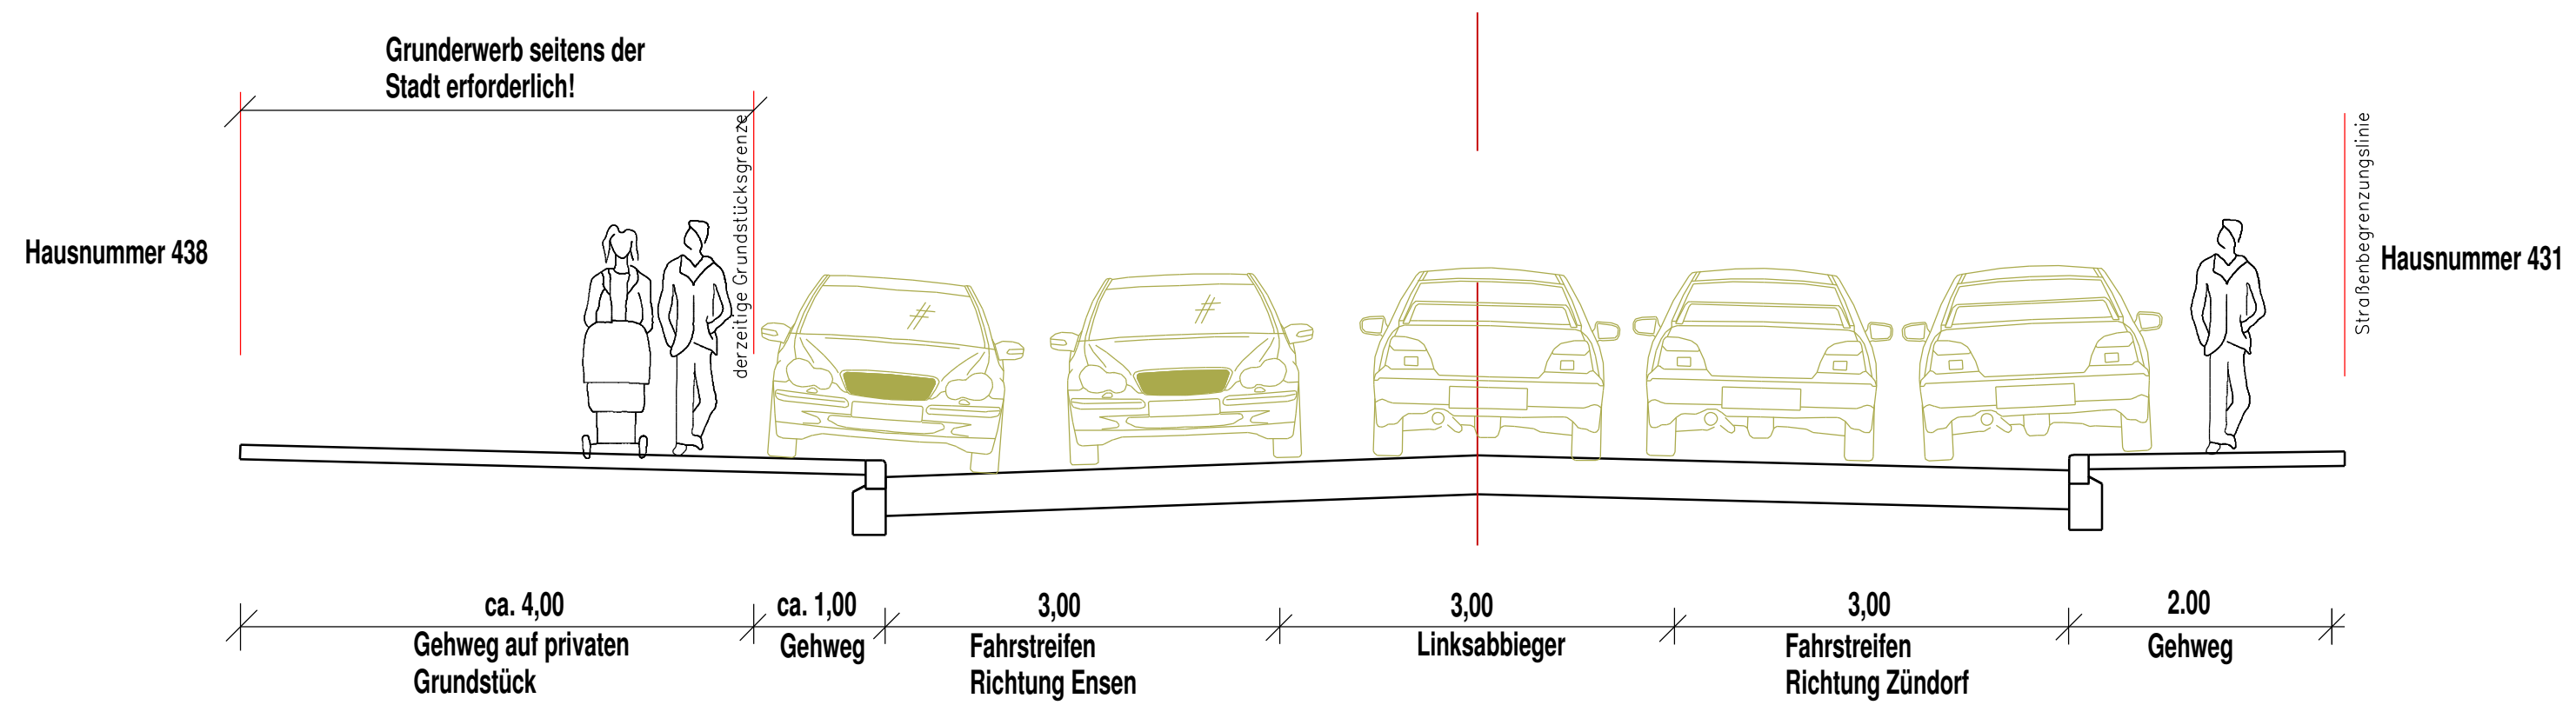 Grunderwerb seitens der
Stadt erforderlich!
derzeitige Grundstücksgrenze
Straßenbegrenzungslinie
Hausnummer 438
Hausnummer 431
ca. 4,00
ca. 1,00
3,00
3,00
3,00
2.00
Gehweg auf privaten
Grundstück
Gehweg
Fahrstreifen
Richtung Ensen
Linksabbieger
Fahrstreifen
Richtung Zündorf
Gehweg